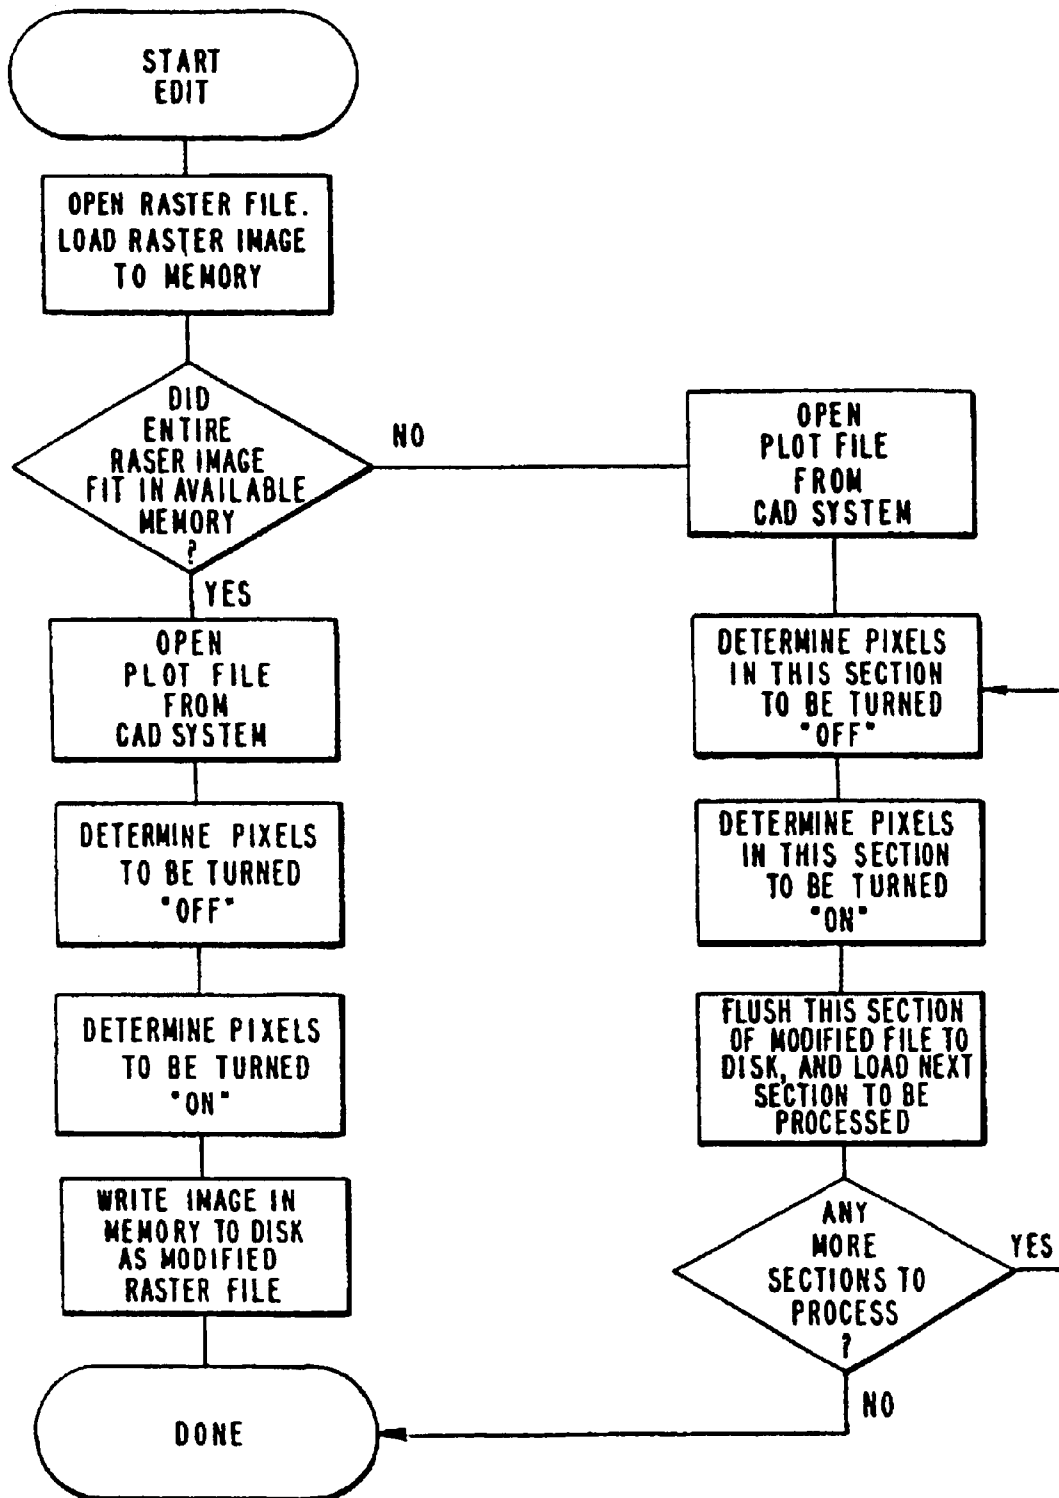 START
EDIT
OPEN RASTER FILE.
LOAD RASTER IMAGE
TO MEMORY
DID
ENTIRE
RASER IMAGE
FIT IN AVAILABLE
MEMORY
?
NO
YES
OPEN
PLOT FILE
FROM
CAD SYSTEM
DETERMINE PIXELS
TO BE TURNED
"OFF"
DETERMINE PIXELS
TO BE TURNED
"ON"
WRITE IMAGE IN
MEMORY TO DISK
AS MODIFIED
RASTER FILE
DONE
OPEN
PLOT FILE
FROM
CAD SYSTEM
DETERMINE PIXELS
IN THIS SECTION
TO BE TURNED
"OFF"
DETERMINE PIXELS
IN THIS SECTION
TO BE TURNED
"ON"
FLUSH THIS SECTION
OF MODIFIED FILE TO
DISK, AND LOAD NEXT
SECTION TO BE
PROCESSED
ANY
MORE
SECTIONS TO
PROCESS
?
YES
NO